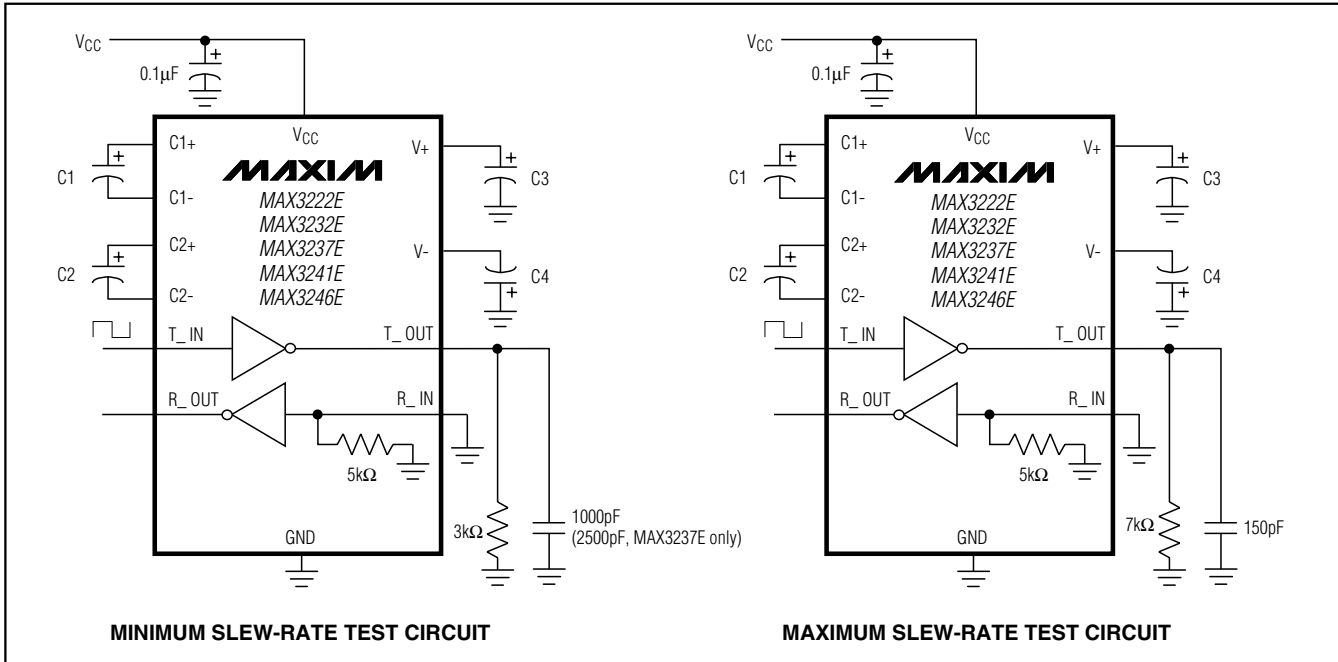 VCC
0.1µF
VCC
C1+
V+
C1
C3
C1-
MAXIM
MAX3222E
MAX3232E
MAX3237E
MAX3241E
MAX3246E
C2+
V-
C2
C4
C2-
T_ IN
T_ OUT
R_ OUT
R_ IN
5kΩ
3kΩ
1000pF
(2500pF, MAX3237E only)
GND
MINIMUM SLEW-RATE TEST CIRCUIT
VCC
0.1µF
VCC
C1+
V+
C1
C3
C1-
MAXIM
MAX3222E
MAX3232E
MAX3237E
MAX3241E
MAX3246E
C2+
V-
C2
C4
C2-
T_ IN
T_ OUT
R_ OUT
R_ IN
5kΩ
7kΩ
150pF
GND
MAXIMUM SLEW-RATE TEST CIRCUIT